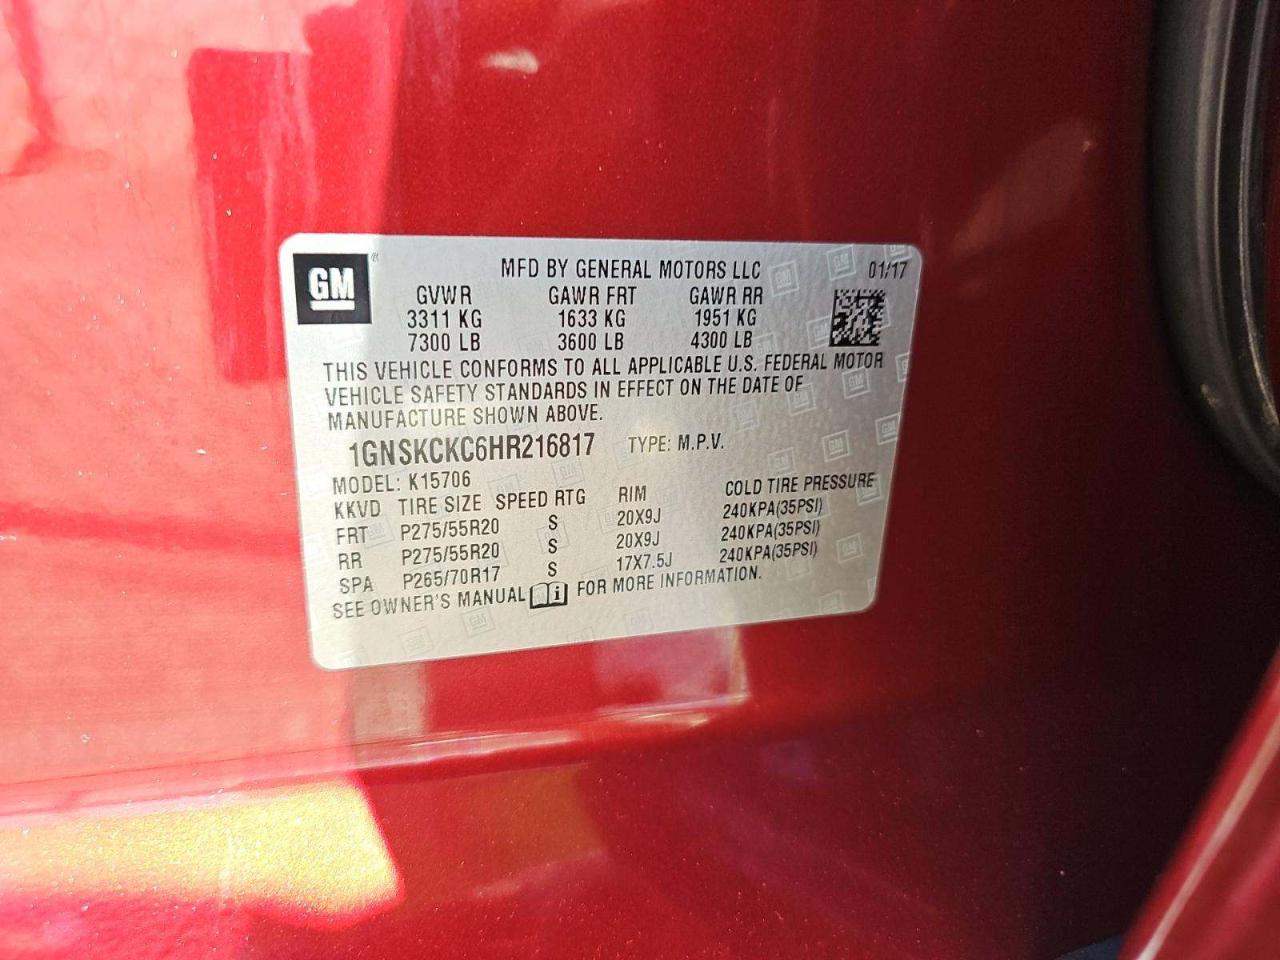 GM ® MFD BY GENERAL MOTORS LLC 01/17
GVWR GAWR FRT GAWR RR
3311 KG 1633 KG 1951 KG
7300 LB 3600 LB 4300 LB
THIS VEHICLE CONFORMS TO ALL APPLICABLE U.S. FEDERAL MOTOR
VEHICLE SAFETY STANDARDS IN EFFECT ON THE DATE OF
MANUFACTURE SHOWN ABOVE.
1GNSKCKC6HR216817 TYPE: M.P.V.
MODEL: K15706
KKVD TIRE SIZE SPEED RTG RIM COLD TIRE PRESSURE
FRT P275/55R20 S 20X9J 240KPA(35PSI)
RR P275/55R20 S 20X9J 240KPA(35PSI)
SPA P265/70R17 S 17X7.5J 240KPA(35PSI)
SEE OWNER'S MANUAL i FOR MORE INFORMATION.